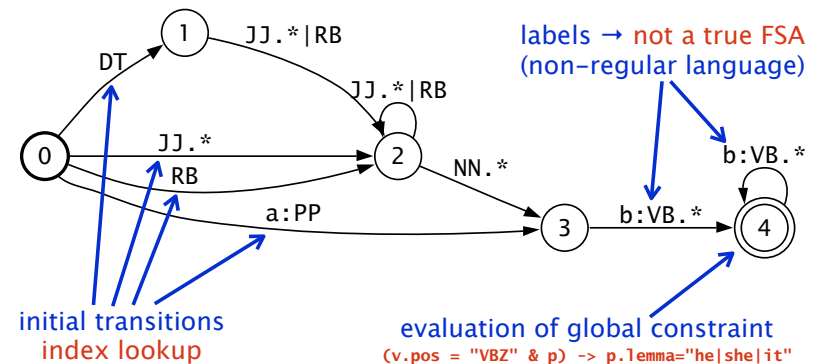 1
JJ.*|RB
labels → not a true FSA
(non-regular language)
DT
JJ.*|RB
0
JJ.*
2
b:VB.*
RB
NN.*
a:PP
3
b:VB.*
4
initial transitions
index lookup
evaluation of global constraint
(v.pos = "VBZ" & p) -> p.lemma="he|she|it"